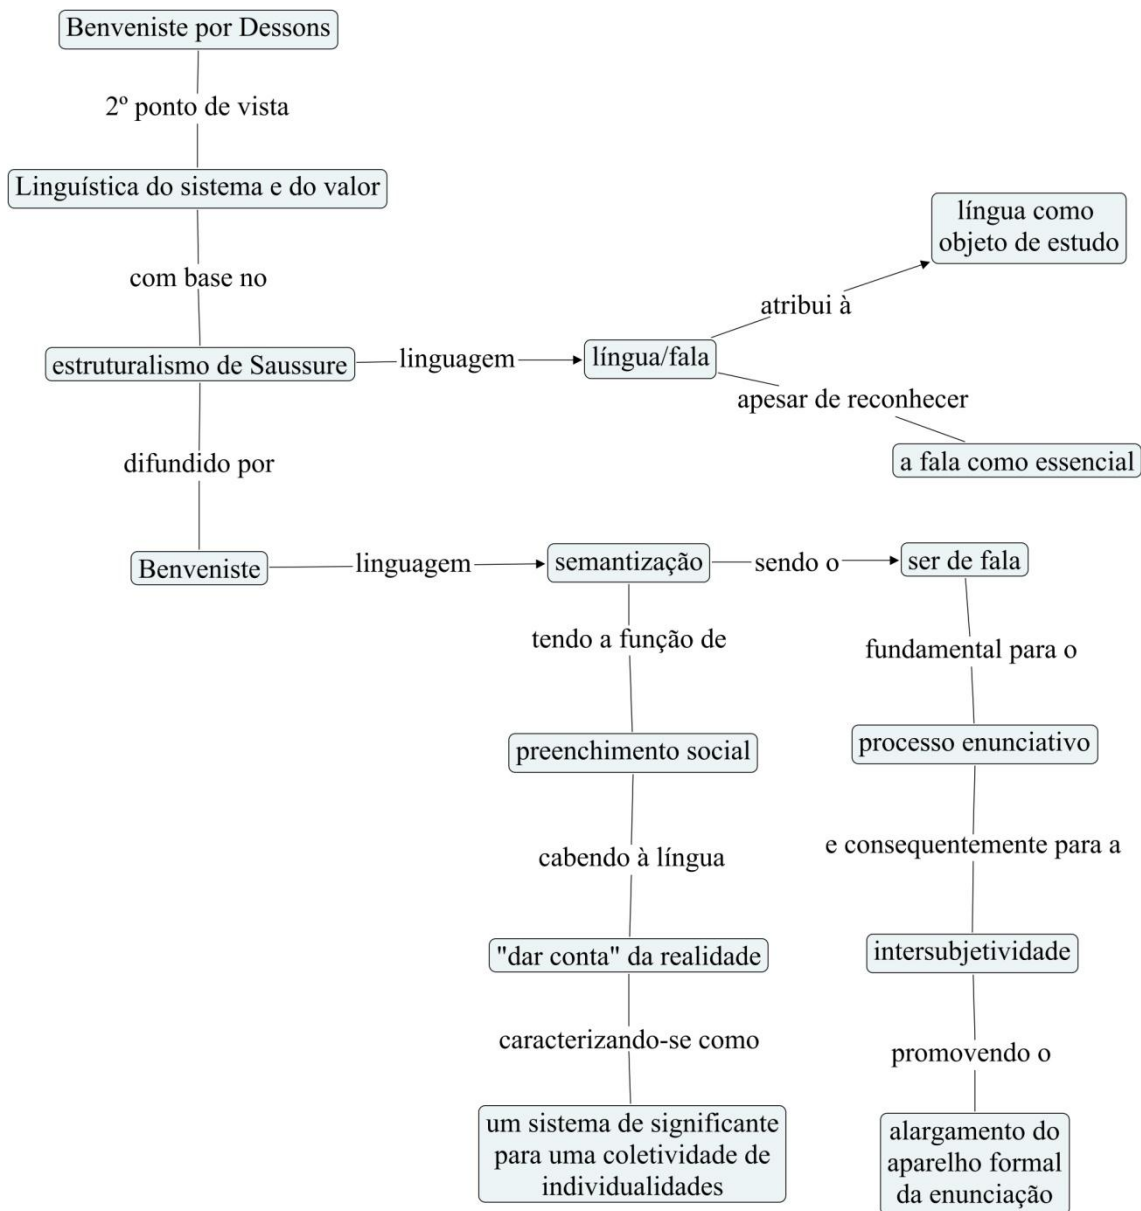 Benveniste por Dessons
2º ponto de vista
Linguística do sistema e do valor
com base no
estruturalismo de Saussure
linguagem
língua/fala
atribui à
língua como
objeto de estudo
apesar de reconhecer
a fala como essencial
difundido por
Benveniste
linguagem
semantização
sendo o
ser de fala
tendo a função de
preenchimento social
cabendo à língua
"dar conta" da realidade
caracterizando-se como
um sistema de significante
para uma coletividade de
individualidades
fundamental para o
processo enunciativo
e consequentemente para a
intersubjetividade
promovendo o
alargamento do
aparelho formal
da enunciação